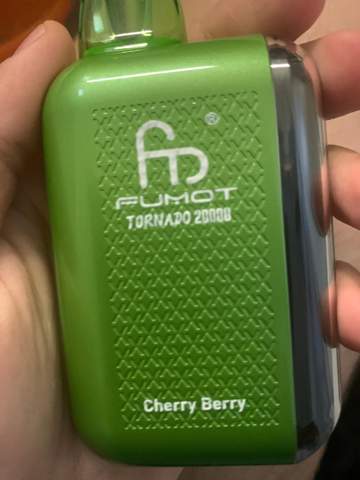 ®
FUMOT
TORNADO 20000
Cherry Berry